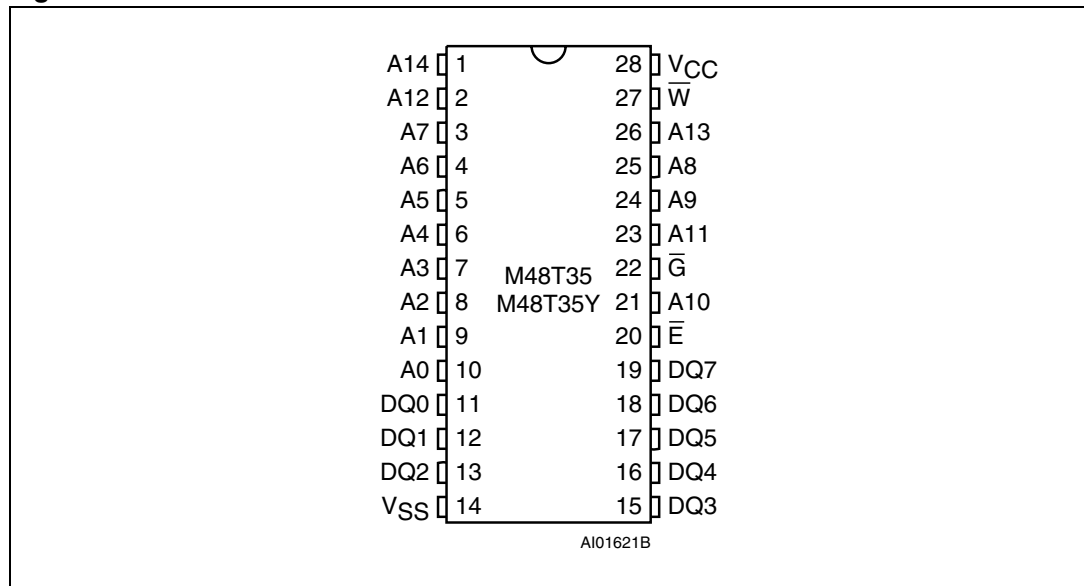 A14 1 28 VCC
A12 2 27 W̅
A7 3 26 A13
A6 4 25 A8
A5 5 24 A9
A4 6 23 A11
A3 7 M48T35 22 G̅
A2 8 M48T35Y 21 A10
A1 9 20 E̅
A0 10 19 DQ7
DQ0 11 18 DQ6
DQ1 12 17 DQ5
DQ2 13 16 DQ4
VSS 14 15 DQ3
AI01621B